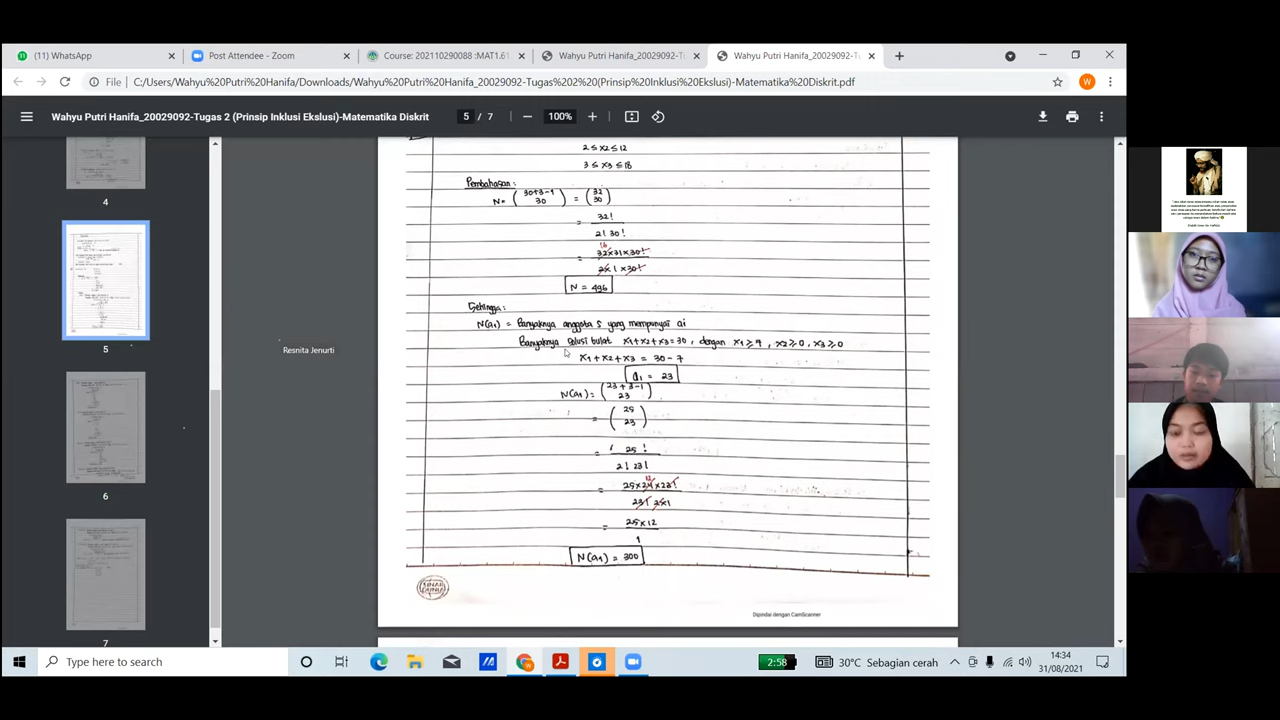 (11) WhatsApp
Post Attendee - Zoom
Course: 202110290088 :MAT1.61
Wahyu Putri Hanifa_20029092-Tu
Wahyu Putri Hanifa_20029092-T
File
C:/Users/Wahyu%20Putri%20Hanifa/Downloads/Wahyu%20Putri%20Hanifa_20029092-Tugas%202%20(Prinsip%20Inklusi%20Ekslusi)-Matematika%20Diskrit.pdf
W
Wahyu Putri Hanifa_20029092-Tugas 2 (Prinsip Inklusi Ekslusi)-Matematika Diskrit
5 / 7
100%
4
5
6
7
Resnita Jenurti
2 ≤ x2 ≤ 12
3 ≤ x3 ≤ 18
Pembahasan:
N = (30+3-1 30) = (32 30)
= 32! / 2! 30!
= 32×31×30! / 2×1×30!
16
N = 496
Sehingga:
N(a1) = Banyaknya anggota S yang mempunyai ai
Banyaknya solusi bulat x1+x2+x3=30, dengan x1≥7, x2≥0, x3≥0
x1+x2+x3 = 30-7
a1 = 23
N(a1) = (23+3-1 23)
= (25 23)
= 25! / 2! 23!
= 25×24×23! / 23! 2×1
12
= 25×12 / 1
N(a1) = 300
SINAR DUNIA
Dipindai dengan CamScanner
Type here to search
2:58
30°C Sebagian cerah
14:34
31/08/2021